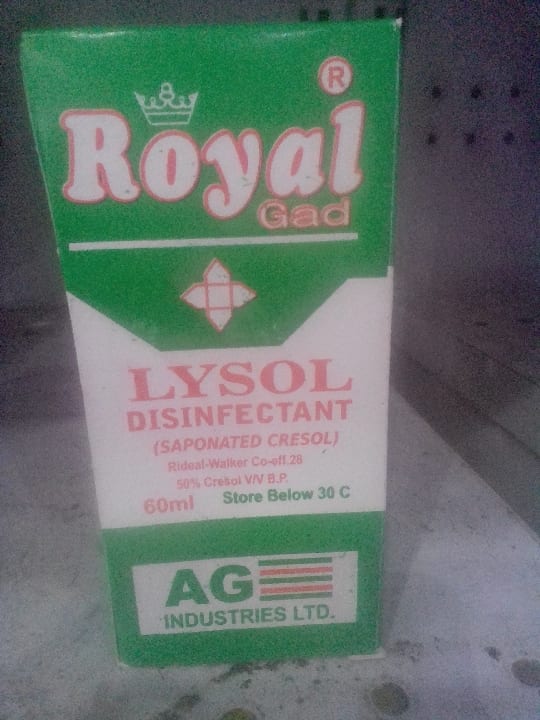 ®
Royal
Gad
LYSOL
DISINFECTANT
(SAPONATED CRESOL)
Rideal-Walker Co-eff.28
50% Cresol V/V B.P.
60ml Store Below 30 C
AG
INDUSTRIES LTD.